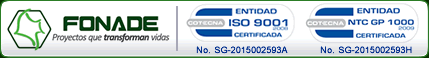 FONADE
Proyectos que transforman vidas
ENTIDAD
COTECNA
ISO 9001
2008
CERTIFICADA
No. SG-2015002593A
ENTIDAD
COTECNA
NTC GP 1000
2009
CERTIFICADA
No. SG-2015002593H